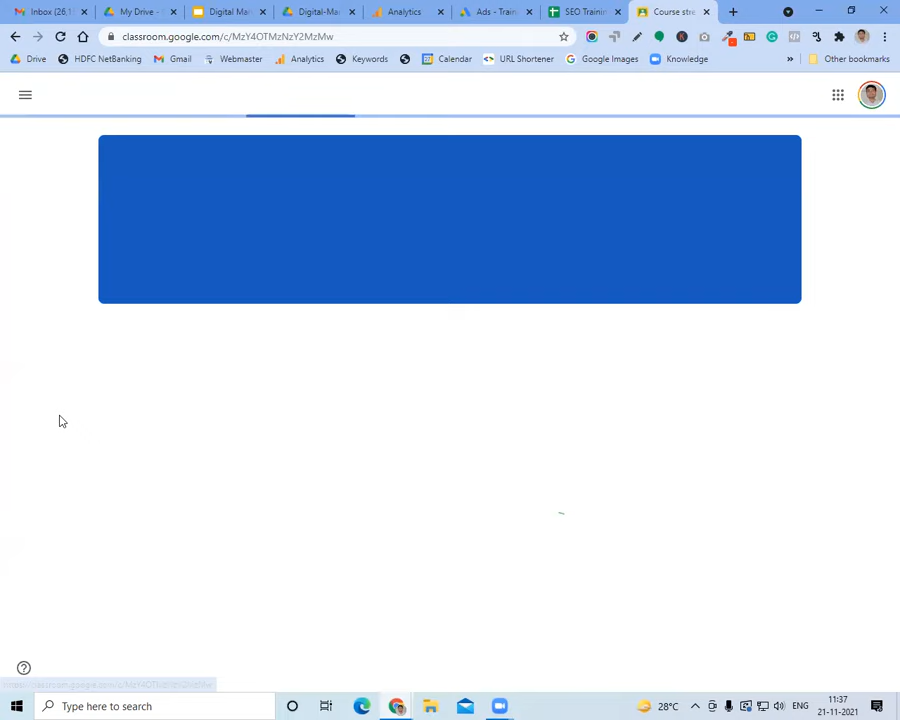 Inbox (26,1 My Drive - Digital Man Digital-Ma Analytics Ads - Train SEO Trainin Course stre
classroom.google.com/c/MzY4OTMzNzY2MzMw
Drive HDFC NetBanking Gmail Webmaster Analytics Keywords Calendar URL Shortener Google Images Knowledge » Other bookmarks
Type here to search 28° ENG 11:37
21-11-2021